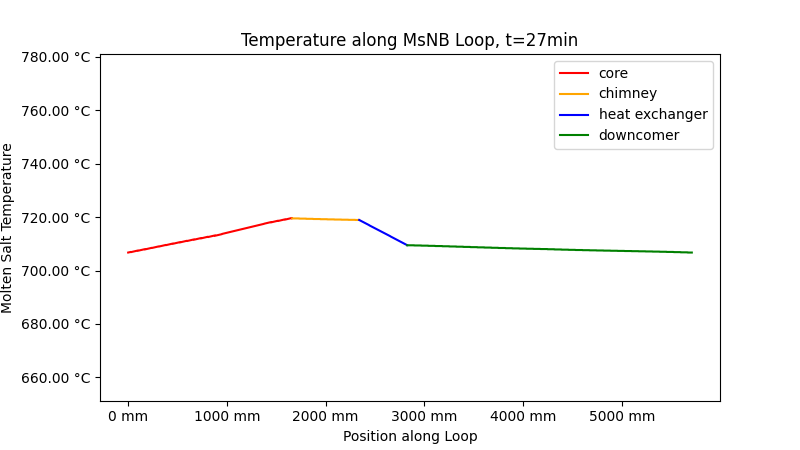 Temperature along MsNB Loop, t=27min
780.00 °C
760.00 °C
740.00 °C
720.00 °C
700.00 °C
680.00 °C
660.00 °C
Molten Salt Temperature
core
chimney
heat exchanger
downcomer
0 mm
1000 mm
2000 mm
3000 mm
4000 mm
5000 mm
Position along Loop